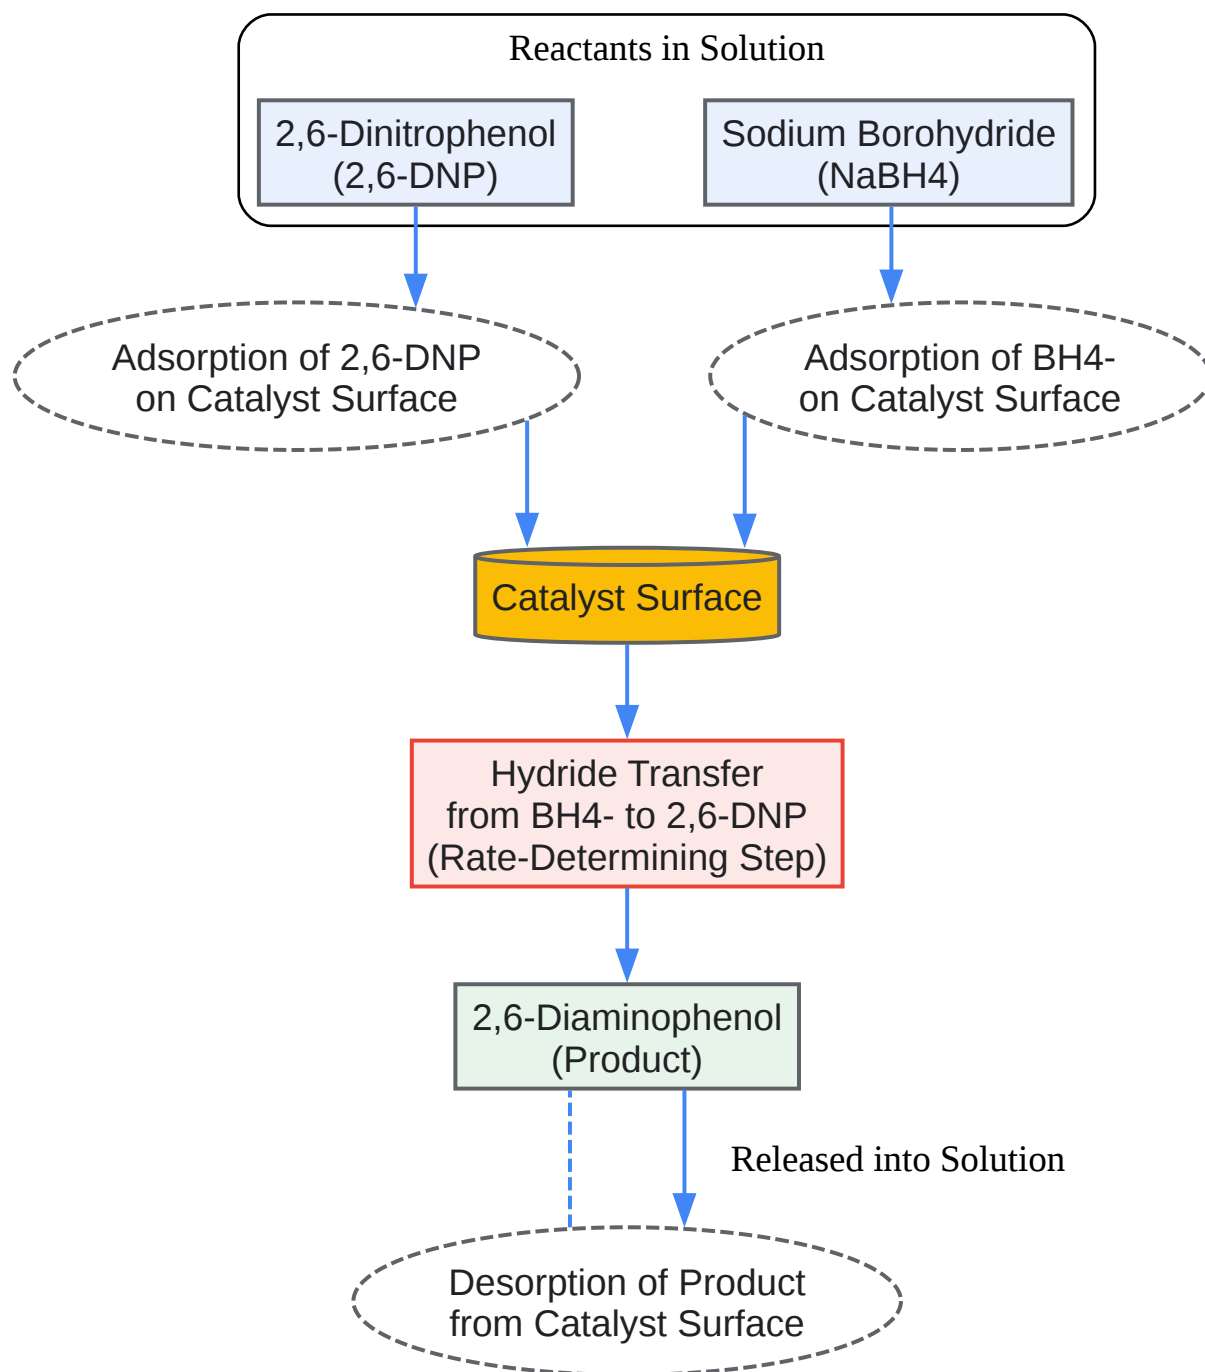 Reactants in Solution
2,6-Dinitrophenol
(2,6-DNP)
Sodium Borohydride
(NaBH4)
Adsorption of 2,6-DNP
on Catalyst Surface
Adsorption of BH4-
on Catalyst Surface
Catalyst Surface
Hydride Transfer
from BH4- to 2,6-DNP
(Rate-Determining Step)
2,6-Diaminophenol
(Product)
Released into Solution
Desorption of Product
from Catalyst Surface